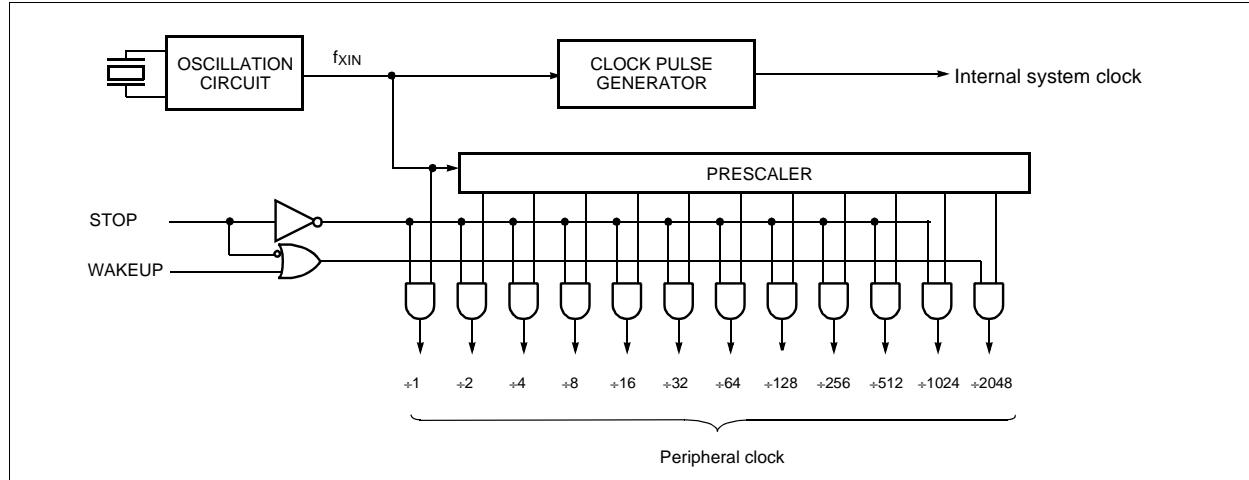 OSCILLATION
CIRCUIT
fXIN
CLOCK PULSE
GENERATOR
Internal system clock
PRESCALER
STOP
WAKEUP
÷1 ÷2 ÷4 ÷8 ÷16 ÷32 ÷64 ÷128 ÷256 ÷512 ÷1024 ÷2048
Peripheral clock